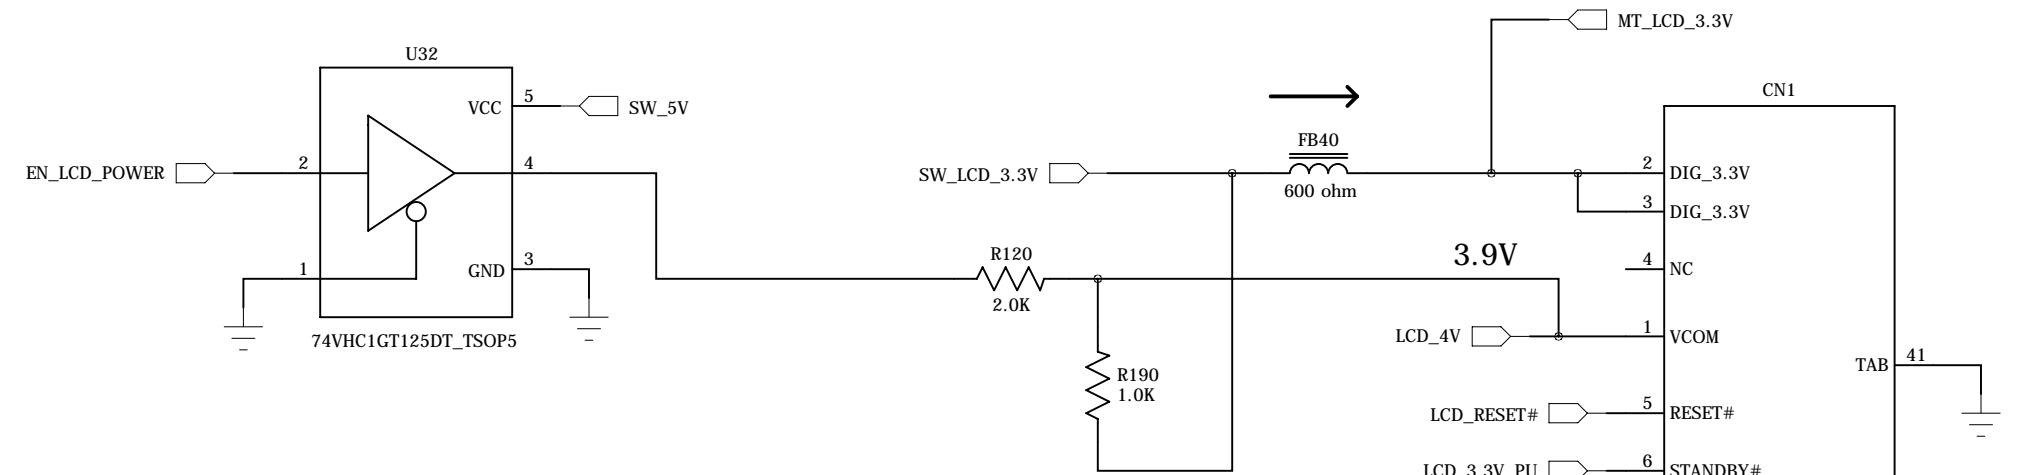 MT_LCD_3.3V
U32
CN1
VCC
5
SW_5V
FB40
EN_LCD_POWER
2
4
SW_LCD_3.3V
600 ohm
2
DIG_3.3V
3
DIG_3.3V
R120
2.0K
3.9V
1
GND
3
4
NC
74VHC1GT125DT_TSOP5
LCD_4V
1
VCOM
R190
1.0K
TAB
41
LCD_RESET#
5
RESET#
LCD_3.3V_PU
6
STANDBY#